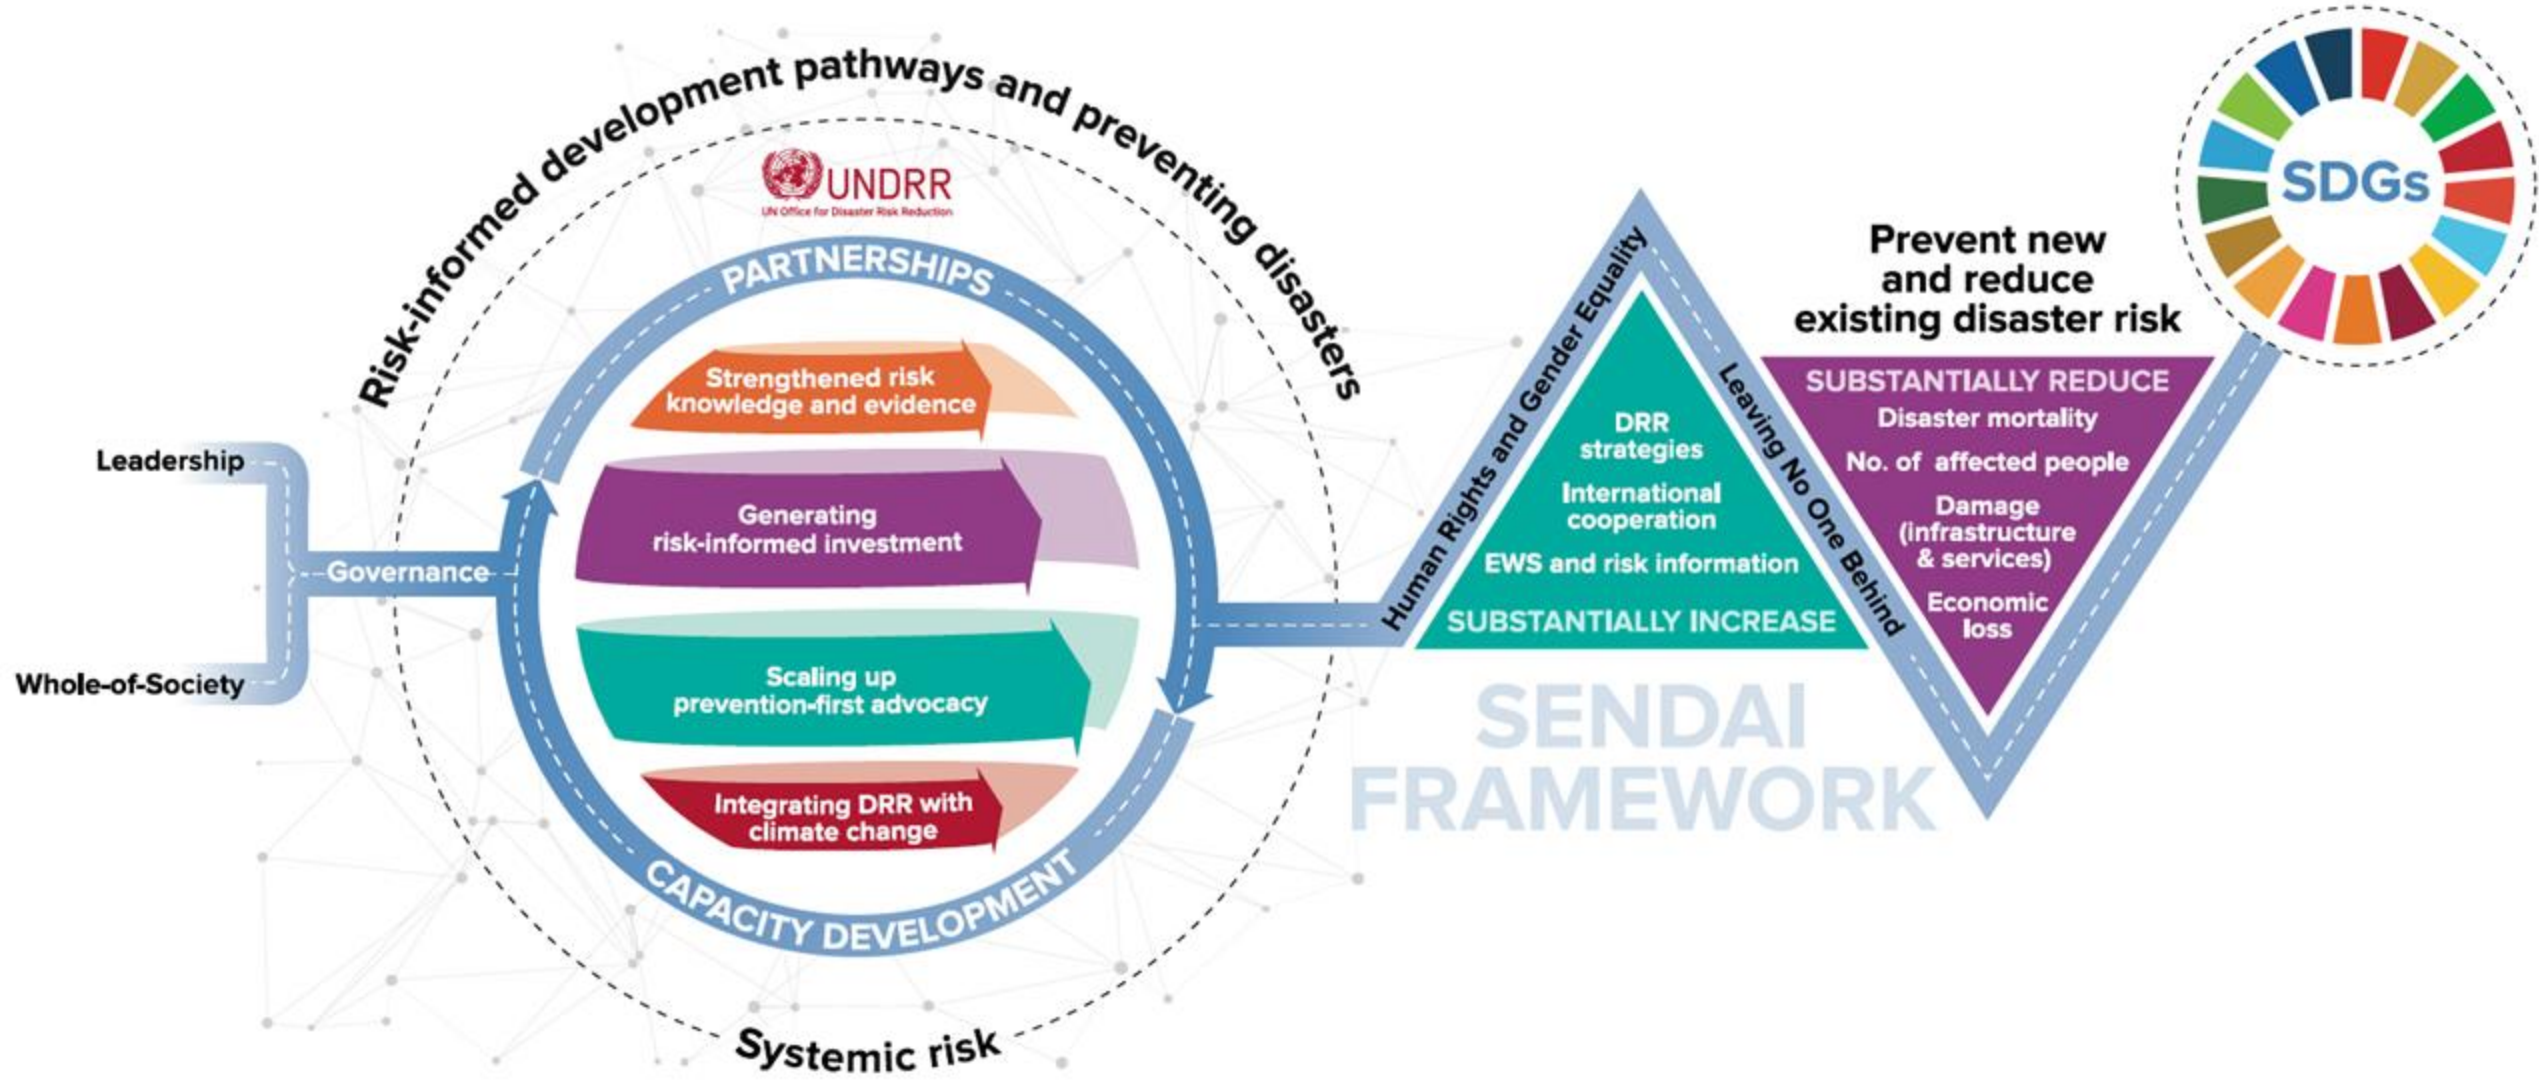 Risk-informed development pathways and preventing disasters
UNDRR
UN Office for Disaster Risk Reduction
PARTNERSHIPS
Strengthened risk
knowledge and evidence
Generating
risk-informed investment
Scaling up
prevention-first advocacy
Integrating DRR with
climate change
CAPACITY DEVELOPMENT
Systemic risk
Leadership
Governance
Whole-of-Society
Human Rights and Gender Equality
DRR
strategies
International
cooperation
EWS and risk information
SUBSTANTIALLY INCREASE
Leaving No One Behind
SENDAI
FRAMEWORK
Prevent new
and reduce
existing disaster risk
SUBSTANTIALLY REDUCE
Disaster mortality
No. of affected people
Damage
(infrastructure
& services)
Economic
loss
SDGs